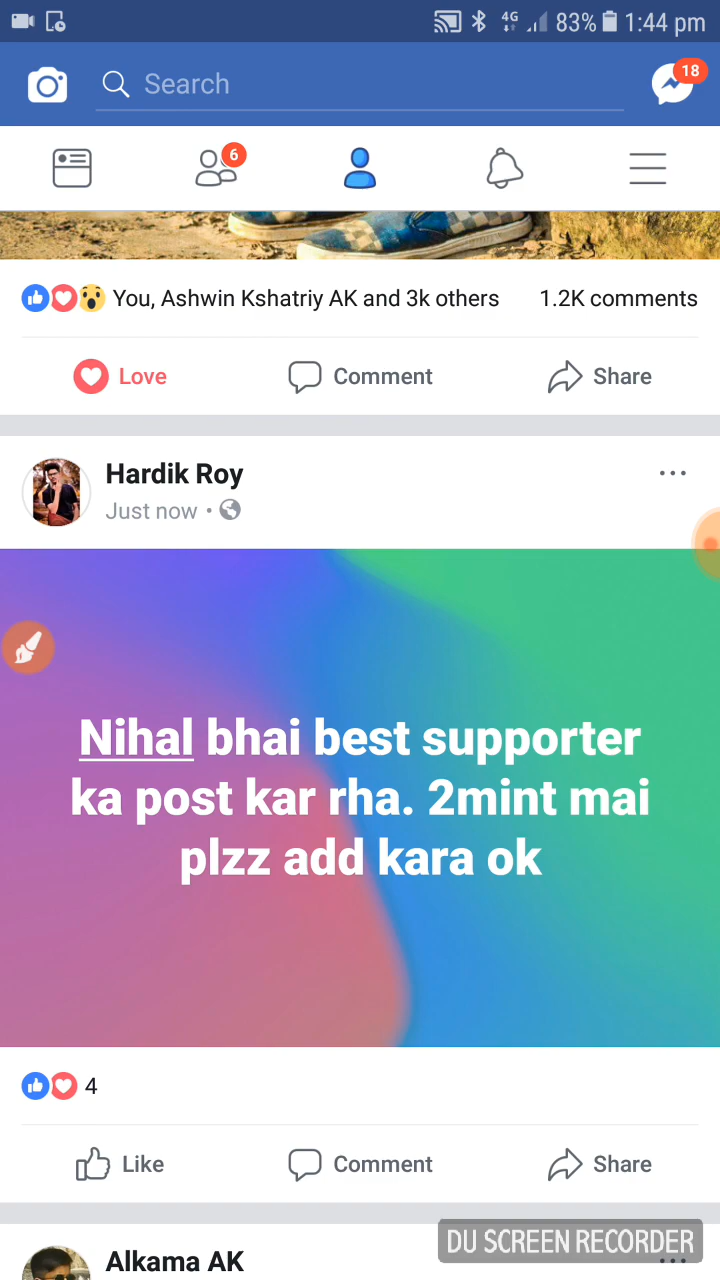 4G 83% 1:44 pm
Search
18
6
You, Ashwin Kshatriy AK and 3k others 1.2K comments
Love Comment Share
Hardik Roy
Just now •
Nihal bhai best supporter
ka post kar rha. 2mint mai
plzz add kara ok
4
Like Comment Share
Alkama AK
DU SCREEN RECORDER